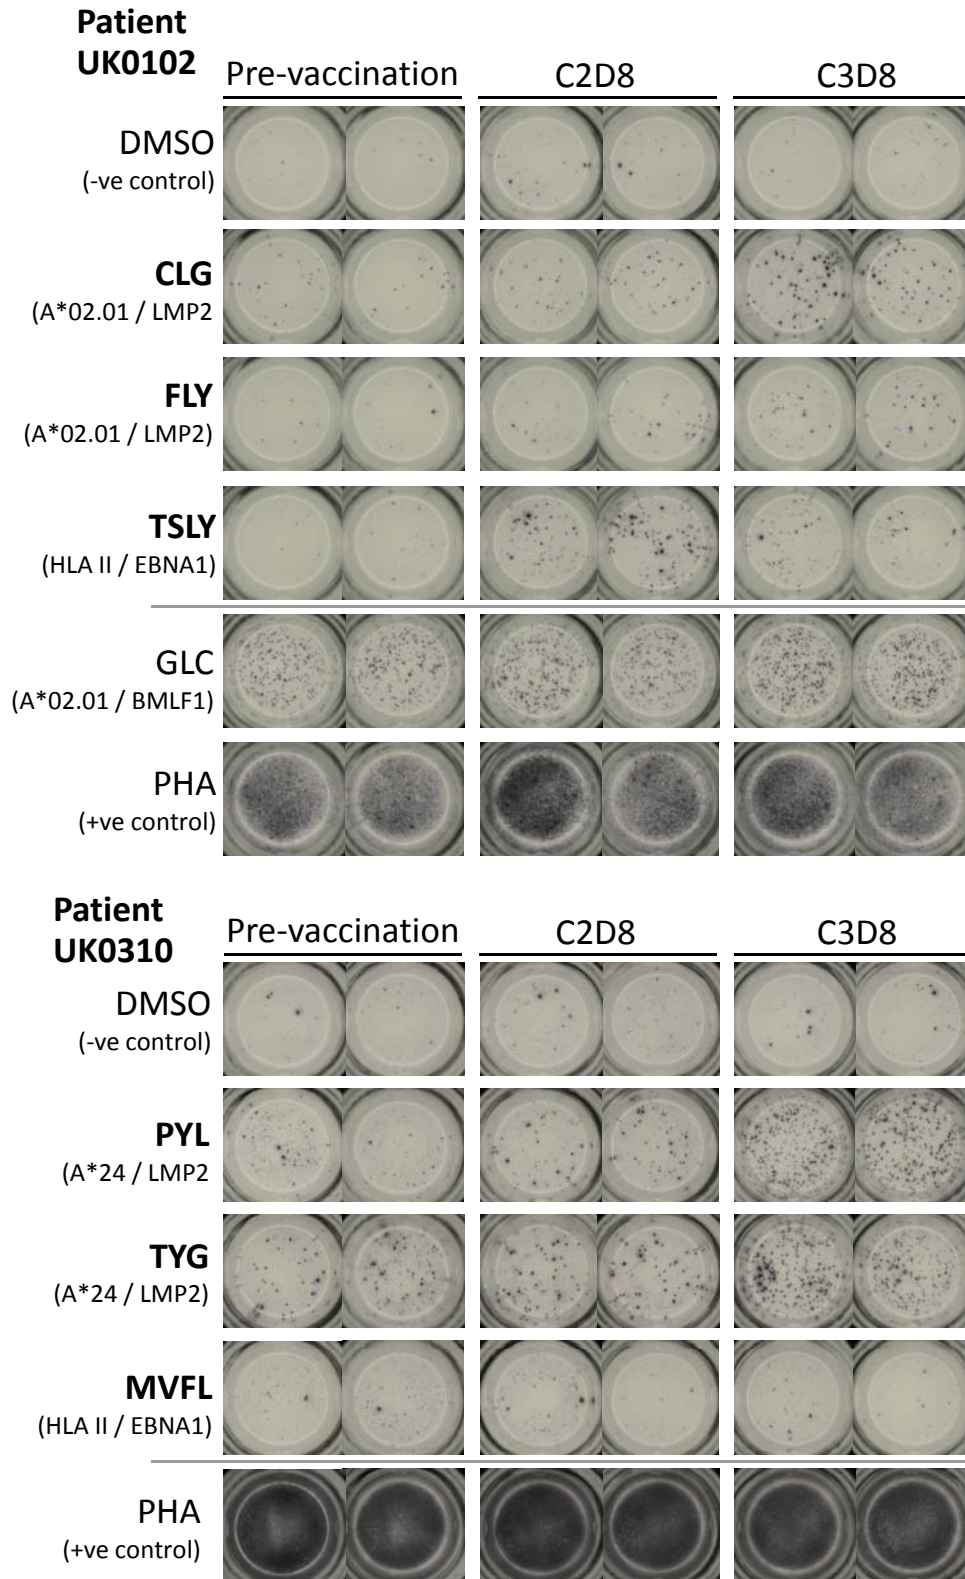 Patient
UK0102
Pre-vaccination C2D8 C3D8
DMSO
(-ve control)
CLG
(A*02.01 / LMP2
FLY
(A*02.01 / LMP2)
TSLY
(HLA II / EBNA1)
GLC
(A*02.01 / BMLF1)
PHA
(+ve control)
Patient
UK0310
Pre-vaccination C2D8 C3D8
DMSO
(-ve control)
PYL
(A*24 / LMP2
TYG
(A*24 / LMP2)
MVFL
(HLA II / EBNA1)
PHA
(+ve control)